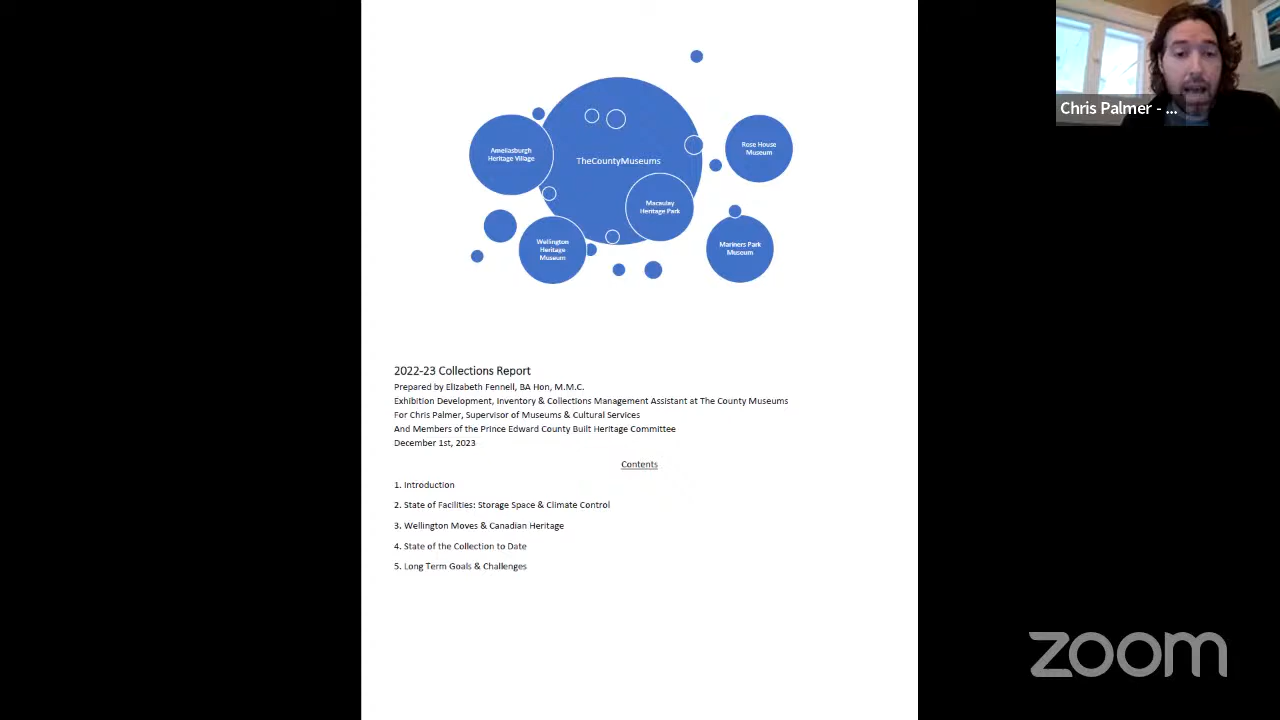 Chris Palmer - ...
Ameliasburgh
Heritage Village
TheCountyMuseums
Rose House
Museum
Macaulay
Heritage Park
Wellington
Heritage
Museum
Mariners Park
Museum
2022-23 Collections Report
Prepared by Elizabeth Fennell, BA Hon, M.M.C.
Exhibition Development, Inventory & Collections Management Assistant at The County Museums
For Chris Palmer, Supervisor of Museums & Cultural Services
And Members of the Prince Edward County Built Heritage Committee
December 1st, 2023
Contents
1. Introduction
2. State of Facilities: Storage Space & Climate Control
3. Wellington Moves & Canadian Heritage
4. State of the Collection to Date
5. Long Term Goals & Challenges
zoom